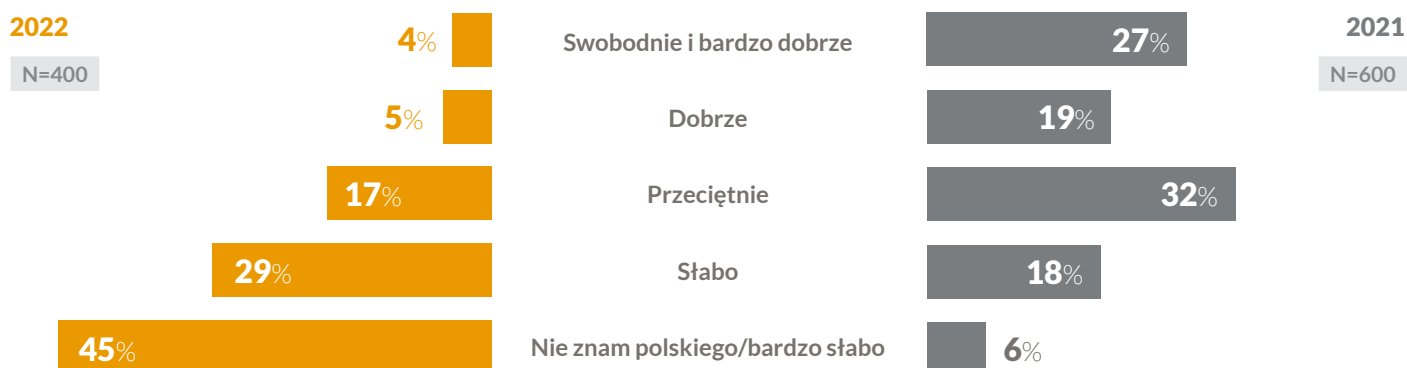 2022
N=400
2021
N=600
4% Swobodnie i bardzo dobrze 27%
5% Dobrze 19%
17% Przeciętnie 32%
29% Słabo 18%
45% Nie znam polskiego/bardzo słabo 6%